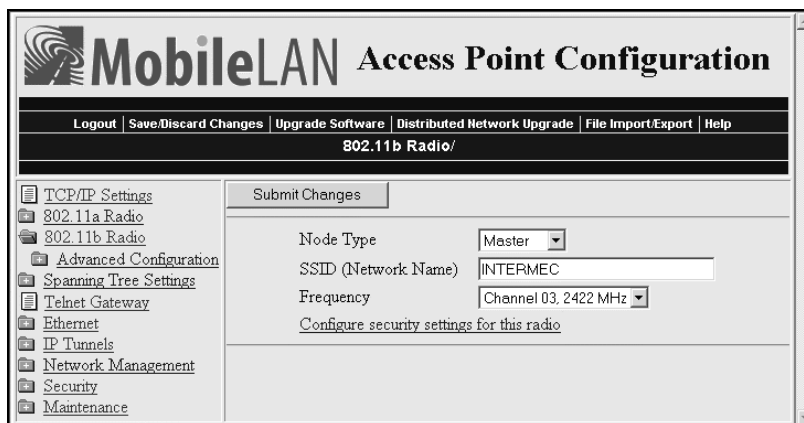 MobileLAN Access Point Configuration
Logout | Save/Discard Changes | Upgrade Software | Distributed Network Upgrade | File Import/Export | Help
802.11b Radio/
TCP/IP Settings
802.11a Radio
802.11b Radio
Advanced Configuration
Spanning Tree Settings
Telnet Gateway
Ethernet
IP Tunnels
Network Management
Security
Maintenance
Submit Changes
Node Type Master
SSID (Network Name) INTERMEC
Frequency Channel 03, 2422 MHz
Configure security settings for this radio